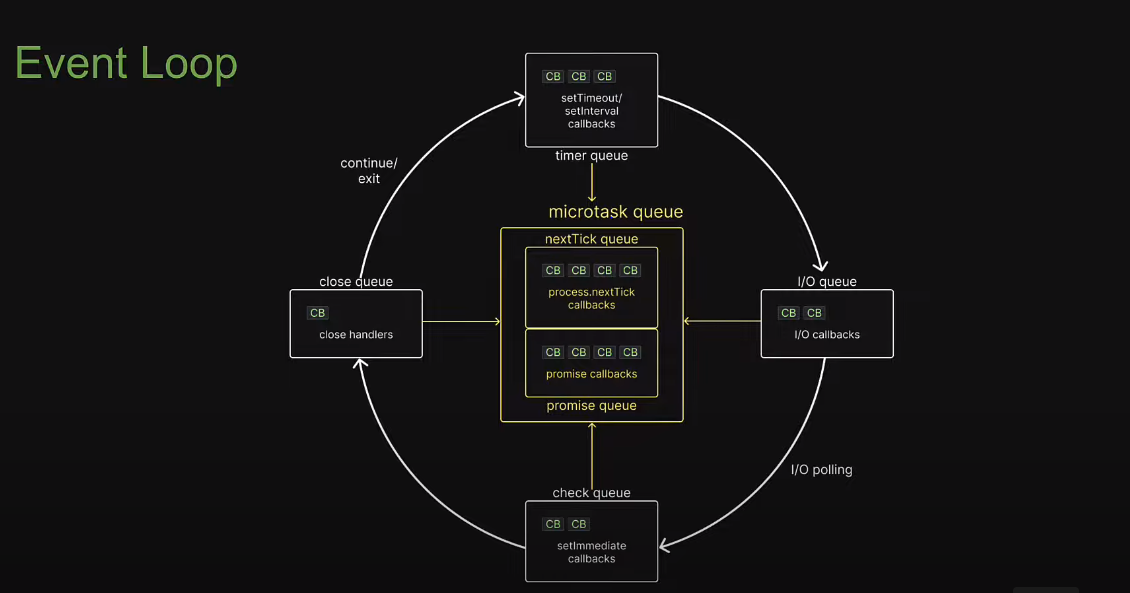 Event Loop
CB CB CB
setTimeout/
setInterval
callbacks
timer queue
continue/
exit
microtask queue
nextTick queue
CB CB CB CB
process.nextTick
callbacks
CB CB CB CB
promise callbacks
promise queue
close queue
CB
close handlers
I/O queue
CB CB
I/O callbacks
I/O polling
check queue
CB CB
setImmediate
callbacks